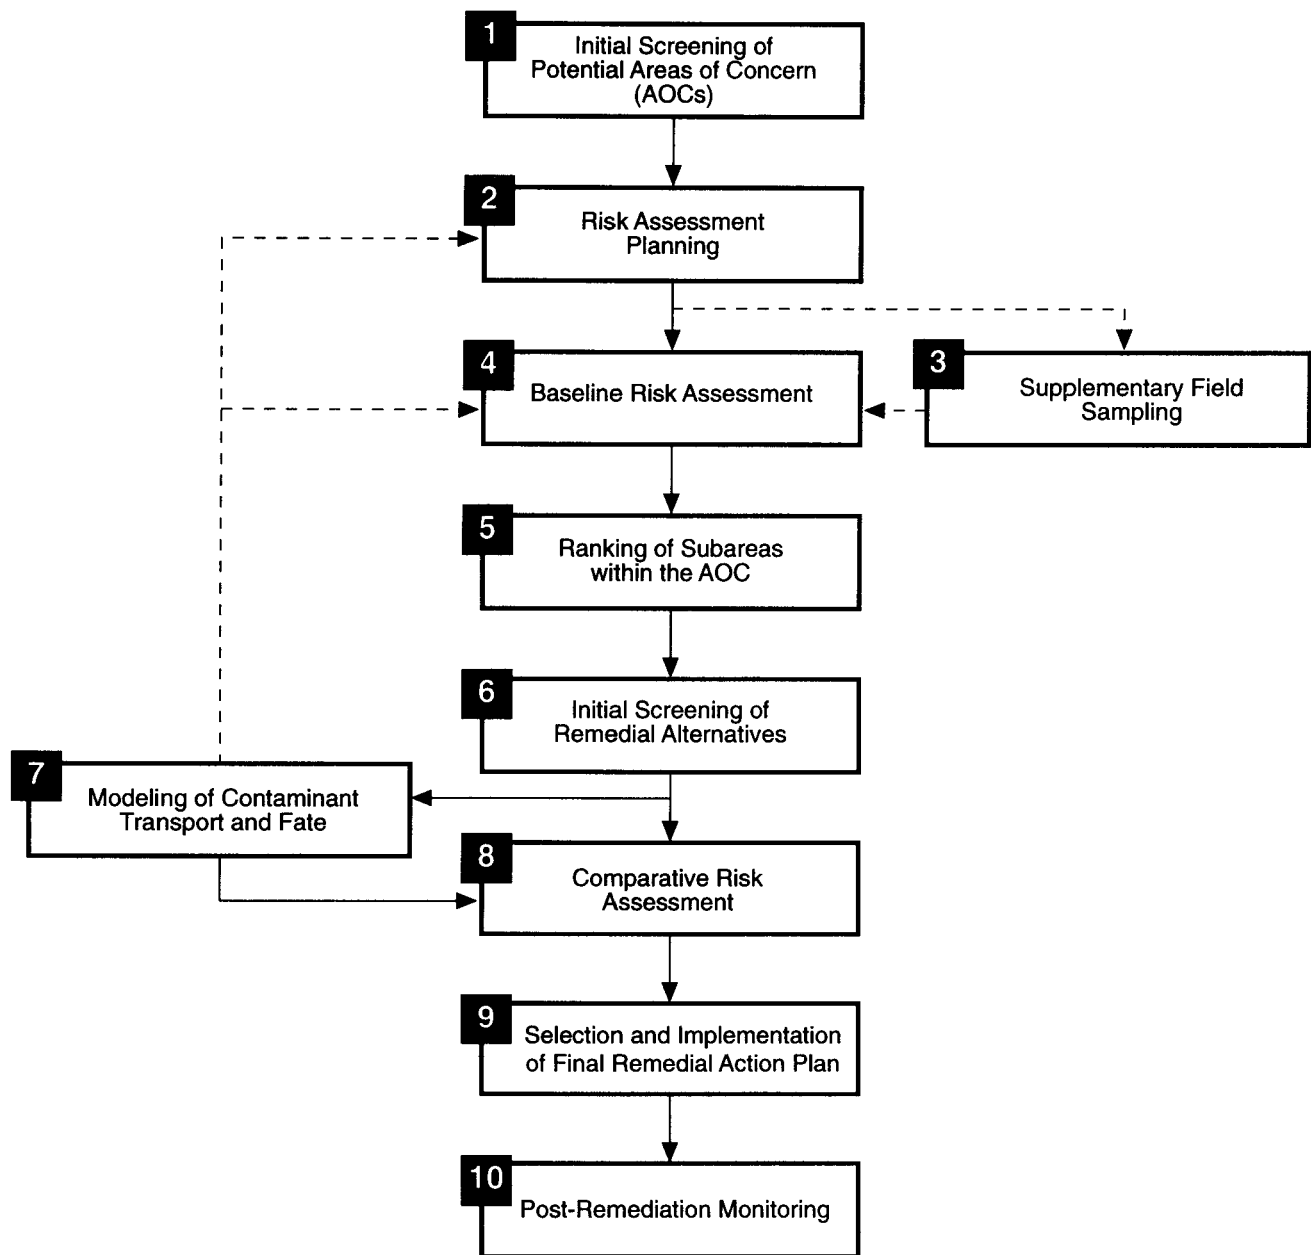 1
Initial Screening of
Potential Areas of Concern
(AOCs)
2
Risk Assessment
Planning
4
Baseline Risk Assessment
3
Supplementary Field
Sampling
5
Ranking of Subareas
within the AOC
6
Initial Screening of
Remedial Alternatives
7
Modeling of Contaminant
Transport and Fate
8
Comparative Risk
Assessment
9
Selection and Implementation
of Final Remedial Action Plan
10
Post-Remediation Monitoring